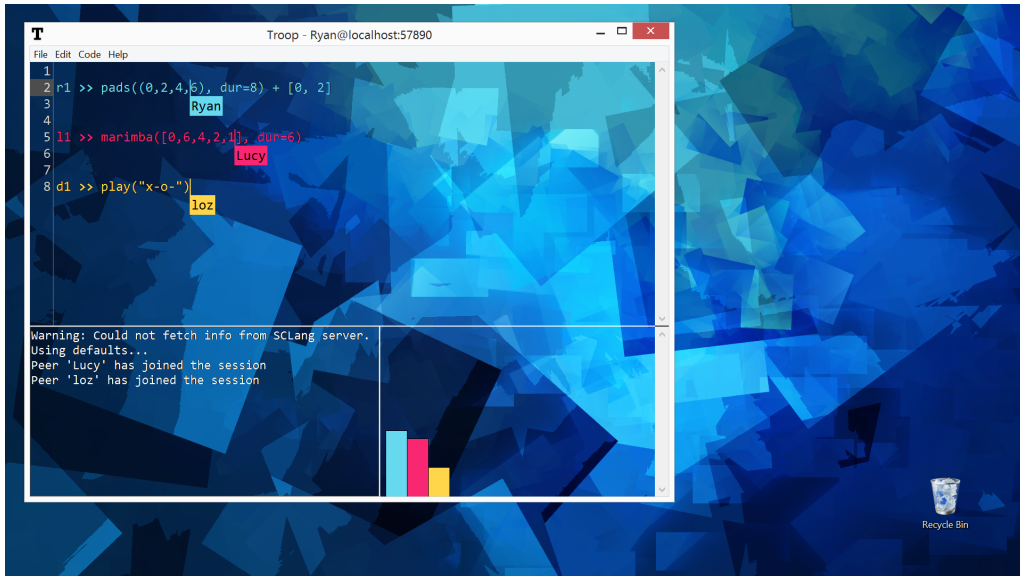 T
Troop - Ryan@localhost:57890
File Edit Code Help
1
2 r1 >> pads((0,2,4,6), dur=8) + [0, 2]
3
Ryan
4
5 l1 >> marimba([0,6,4,2,1], dur=6)
6
Lucy
7
8 d1 >> play("x-o-")
loz
Warning: Could not fetch info from SCLang server.
Using defaults...
Peer 'Lucy' has joined the session
Peer 'loz' has joined the session
Recycle Bin